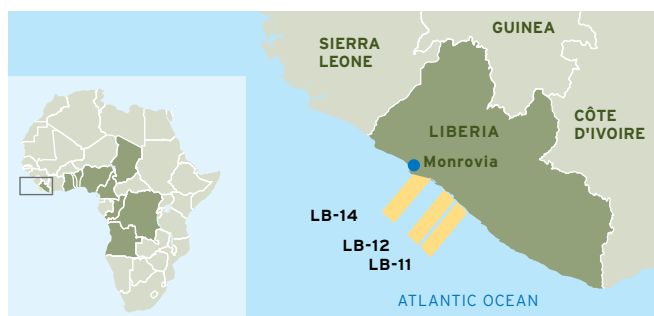 GUINEA
SIERRA
LEONE
CÔTE
D'IVOIRE
LIBERIA
Monrovia
LB-14
LB-12
LB-11
ATLANTIC OCEAN